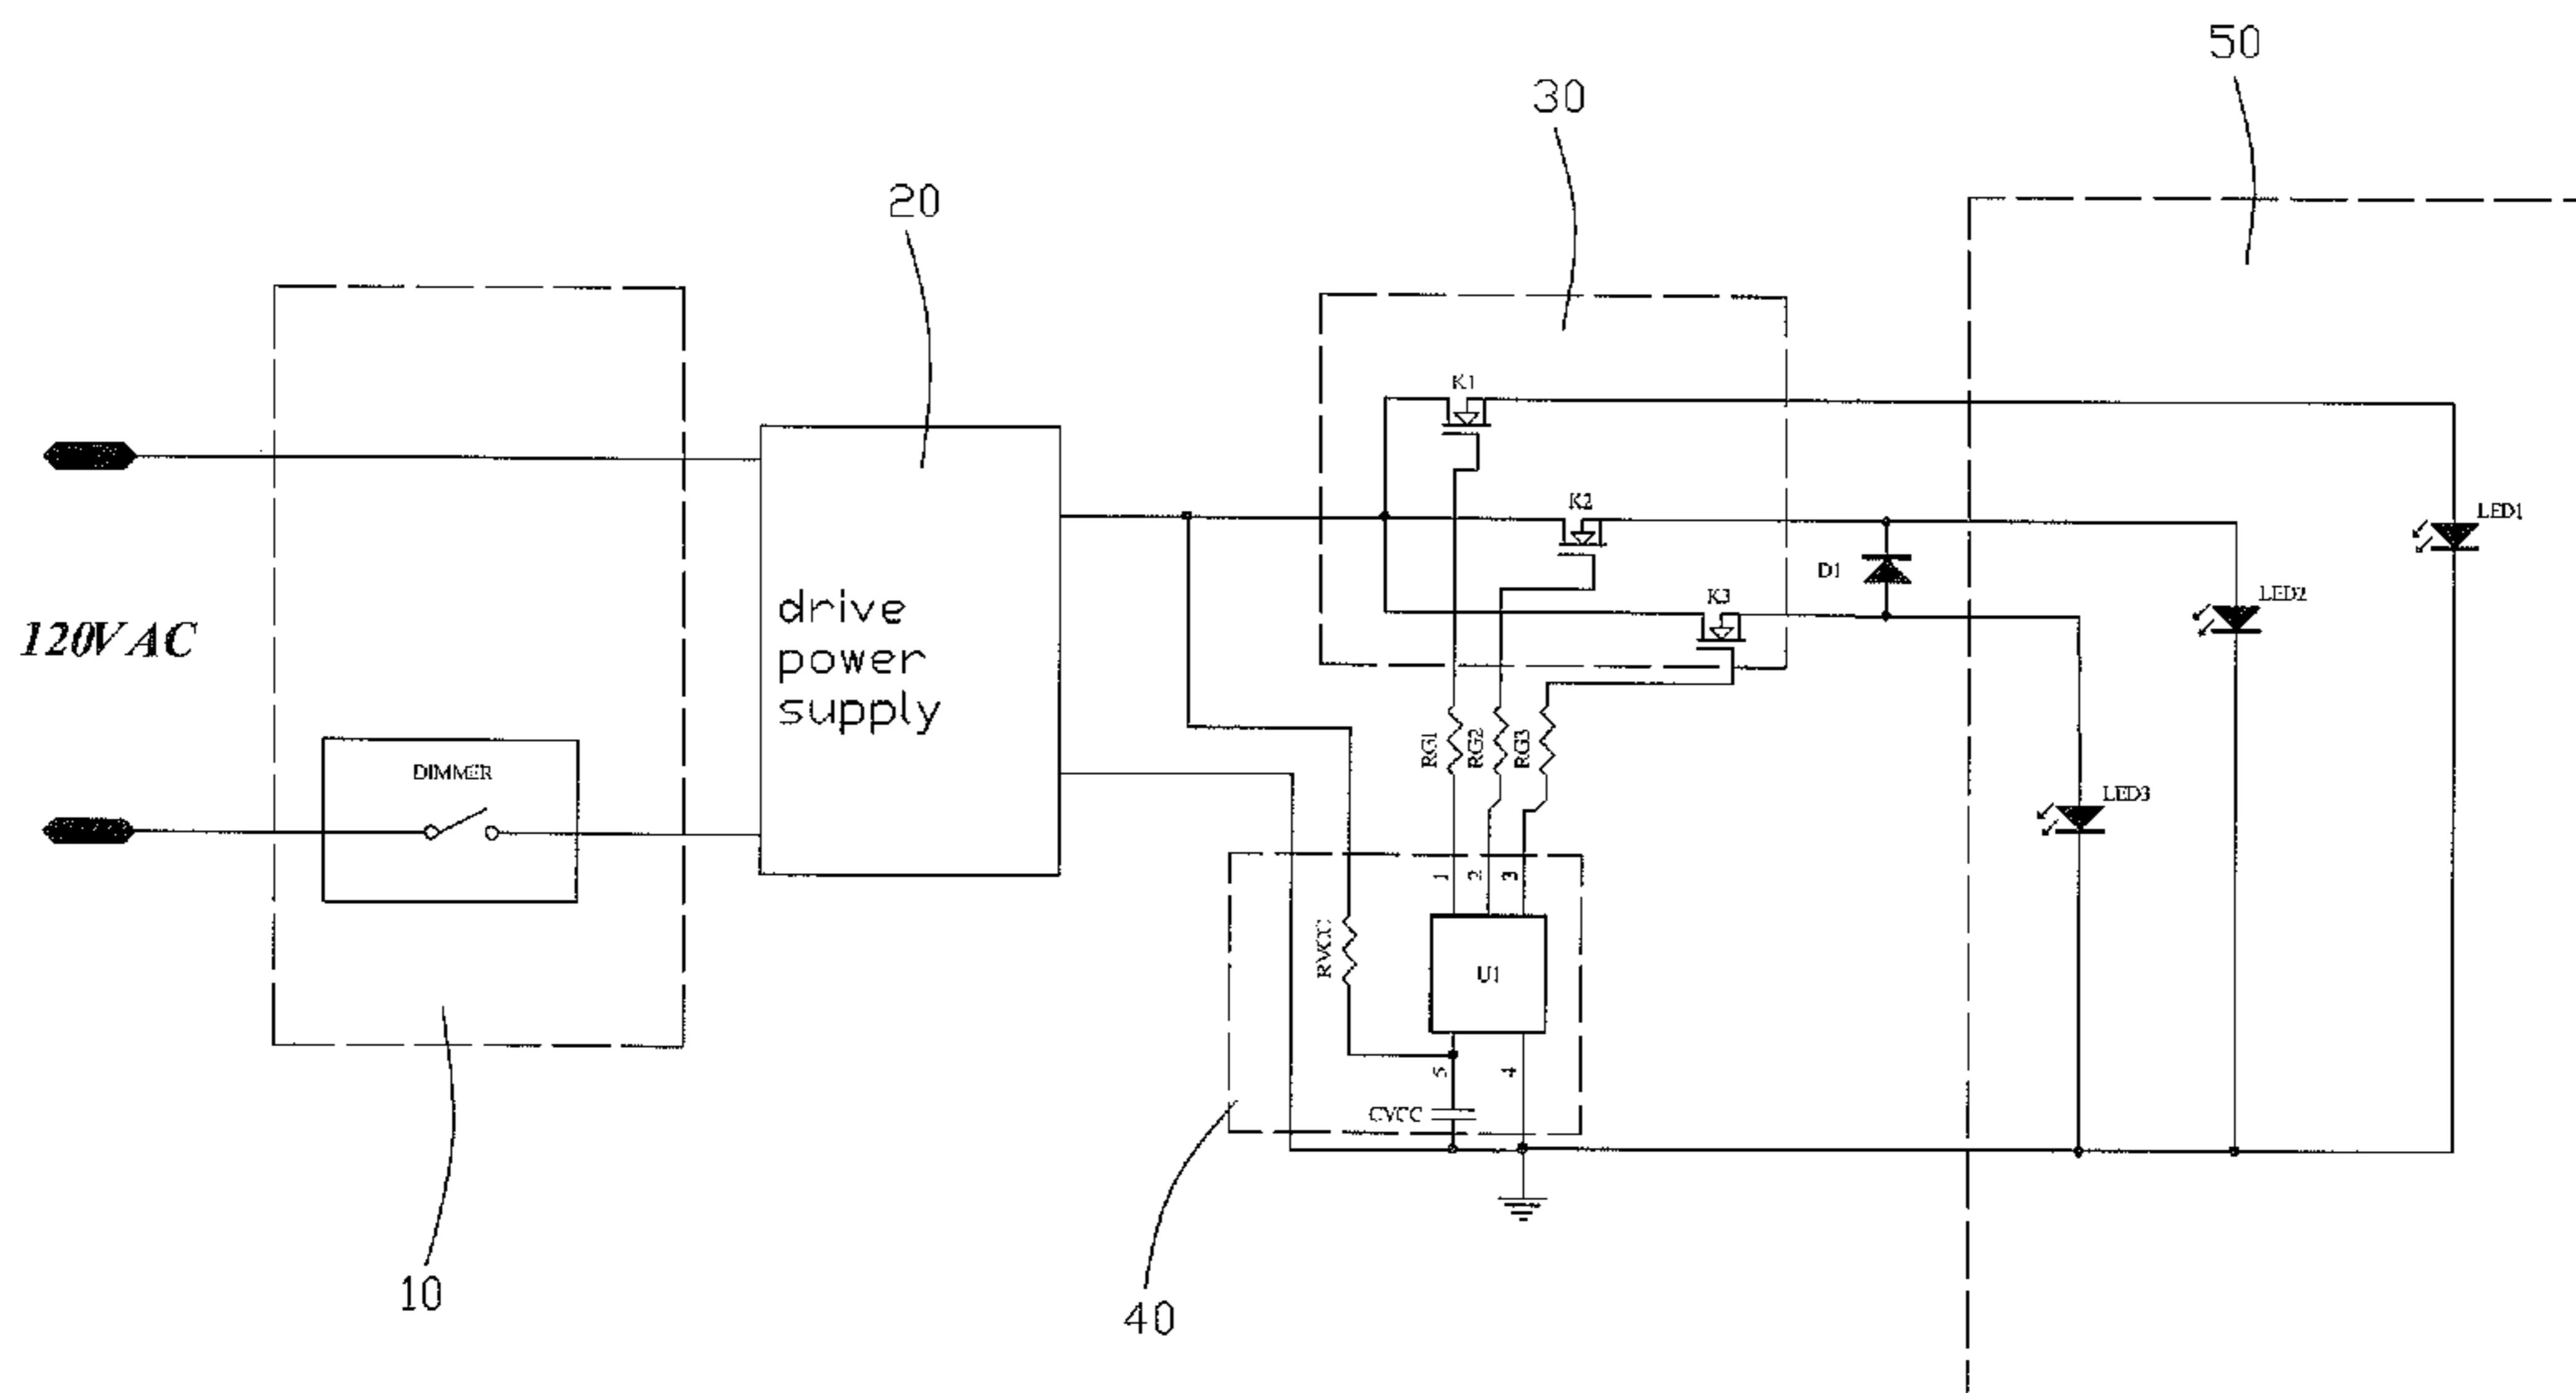 50
30
20
K1
K2
LED1
D1
LED2
K3
drive
power
supply
120V AC
RG1
RG2
RG3
DIMMER
LED3
1
2
3
RVCC
U1
5
4
CVCC
10
40